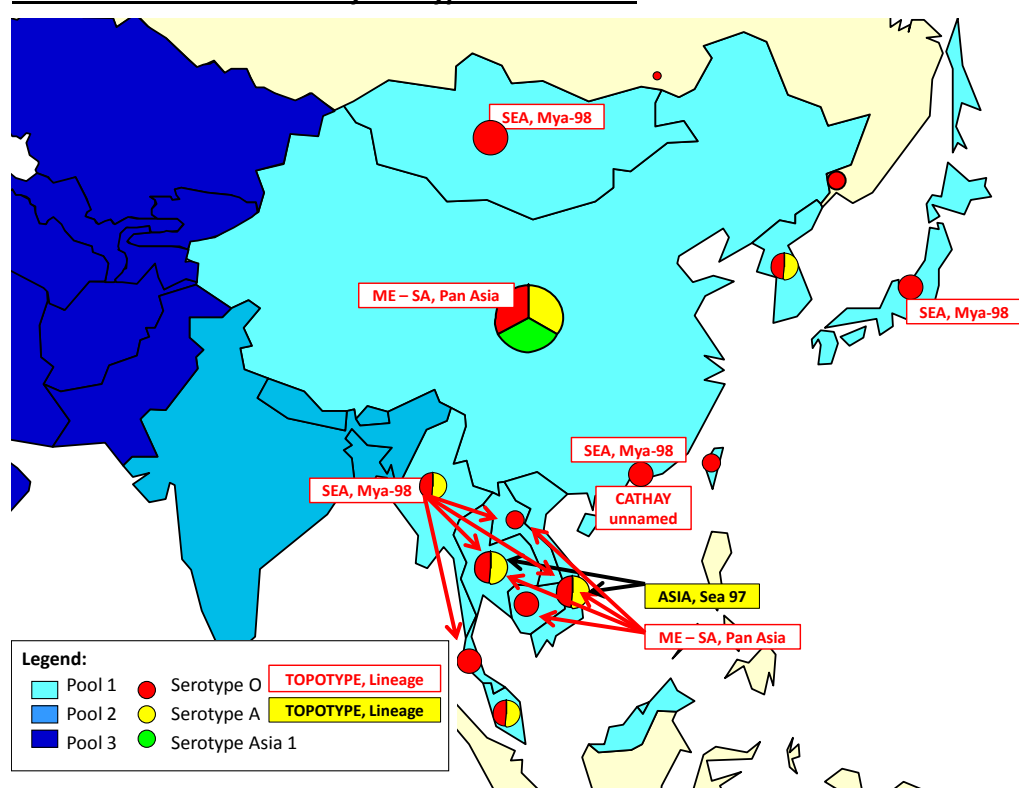 SEA, Mya-98
ME – SA, Pan Asia
SEA, Mya-98
SEA, Mya-98
SEA, Mya-98
CATHAY
unnamed
ASIA, Sea 97
ME – SA, Pan Asia
Legend:
Pool 1
Serotype O
TOPOTYPE, Lineage
Pool 2
Serotype A
TOPOTYPE, Lineage
Pool 3
Serotype Asia 1